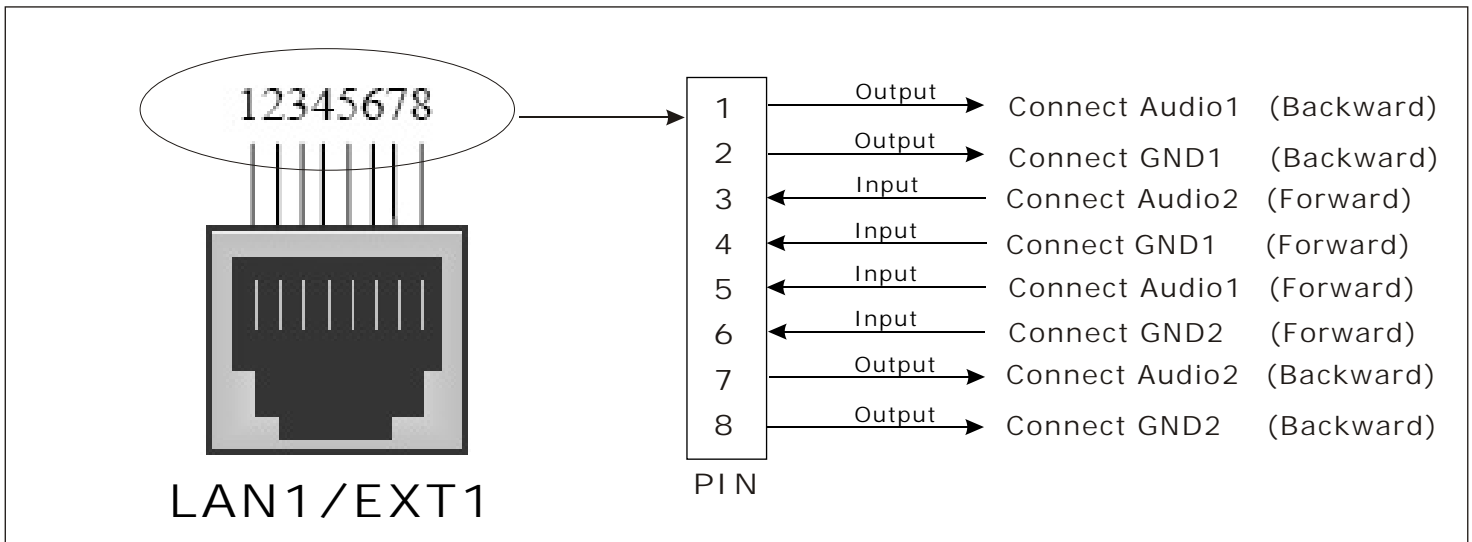 12345678
1 Output Connect Audio1 (Backward)
2 Output Connect GND1 (Backward)
3 Input Connect Audio2 (Forward)
4 Input Connect GND1 (Forward)
5 Input Connect Audio1 (Forward)
6 Input Connect GND2 (Forward)
7 Output Connect Audio2 (Backward)
8 Output Connect GND2 (Backward)
PIN
LAN1/EXT1